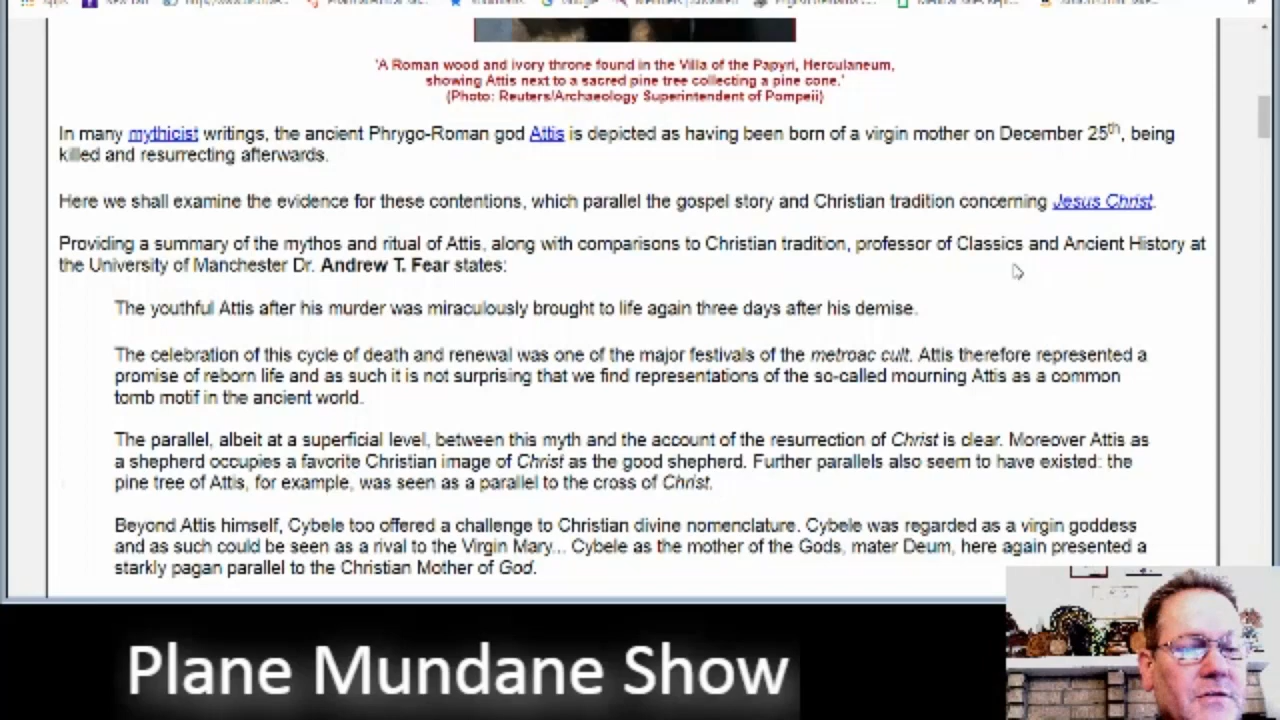 'A Roman wood and ivory throne found in the Villa of the Papyri, Herculaneum,
showing Attis next to a sacred pine tree collecting a pine cone.'
(Photo: Reuters/Archaeology Superintendent of Pompeii)
In many mythicist writings, the ancient Phrygo-Roman god Attis is depicted as having been born of a virgin mother on December 25th, being
killed and resurrecting afterwards.
Here we shall examine the evidence for these contentions, which parallel the gospel story and Christian tradition concerning Jesus Christ.
Providing a summary of the mythos and ritual of Attis, along with comparisons to Christian tradition, professor of Classics and Ancient History at
the University of Manchester Dr. Andrew T. Fear states:
The youthful Attis after his murder was miraculously brought to life again three days after his demise.
The celebration of this cycle of death and renewal was one of the major festivals of the metroac cult. Attis therefore represented a
promise of reborn life and as such it is not surprising that we find representations of the so-called mourning Attis as a common
tomb motif in the ancient world.
The parallel, albeit at a superficial level, between this myth and the account of the resurrection of Christ is clear. Moreover Attis as
a shepherd occupies a favorite Christian image of Christ as the good shepherd. Further parallels also seem to have existed: the
pine tree of Attis, for example, was seen as a parallel to the cross of Christ.
Beyond Attis himself, Cybele too offered a challenge to Christian divine nomenclature. Cybele was regarded as a virgin goddess
and as such could be seen as a rival to the Virgin Mary... Cybele as the mother of the Gods, mater Deum, here again presented a
starkly pagan parallel to the Christian Mother of God.
Plane Mundane Show